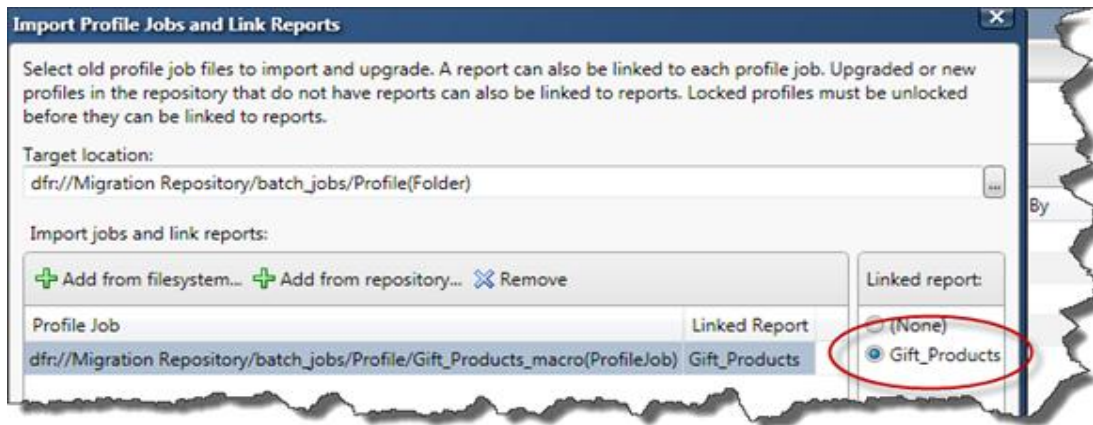 Import Profile Jobs and Link Reports
Select old profile job files to import and upgrade. A report can also be linked to each profile job. Upgraded or new
profiles in the repository that do not have reports can also be linked to reports. Locked profiles must be unlocked
before they can be linked to reports.
Target location:
dfr://Migration Repository/batch_jobs/Profile(Folder)
...
By
Import jobs and link reports:
Add from filesystem... Add from repository... Remove
Linked report:
Profile Job Linked Report
(None)
dfr://Migration Repository/batch_jobs/Profile/Gift_Products_macro(ProfileJob) Gift_Products
Gift_Products